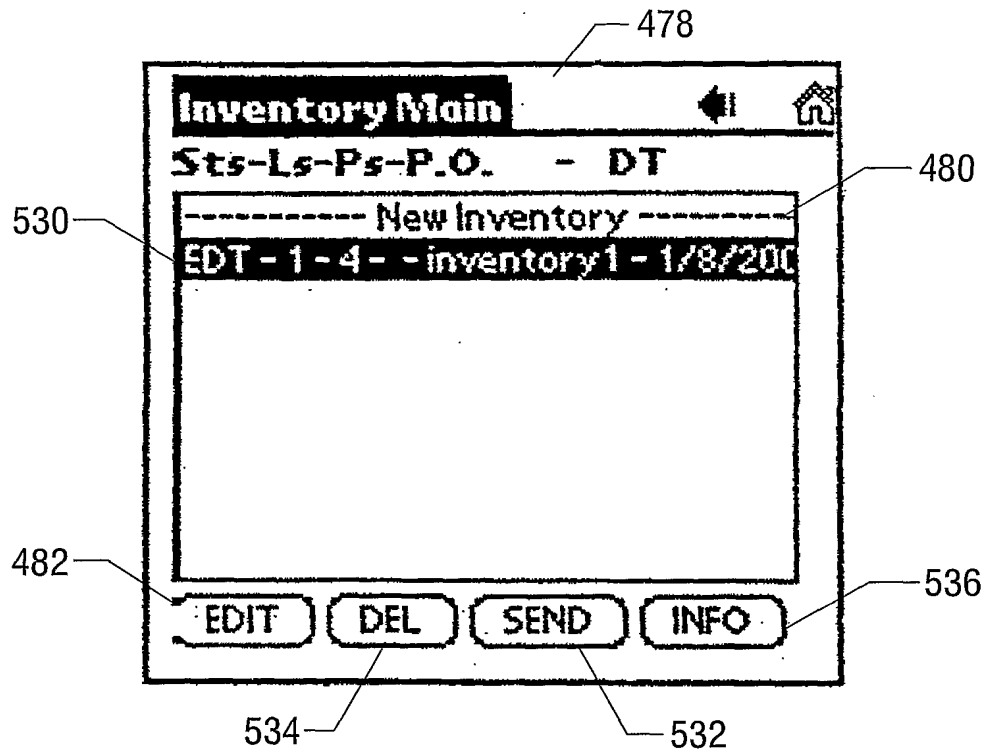 478
Inventory Main
Sts-Ls-Ps-P.O. - DT
480
---------- New Inventory ----------
530
EDT - 1 - 4 - - inventory1 - 1/8/200
482
EDIT DEL SEND INFO
536
534
532